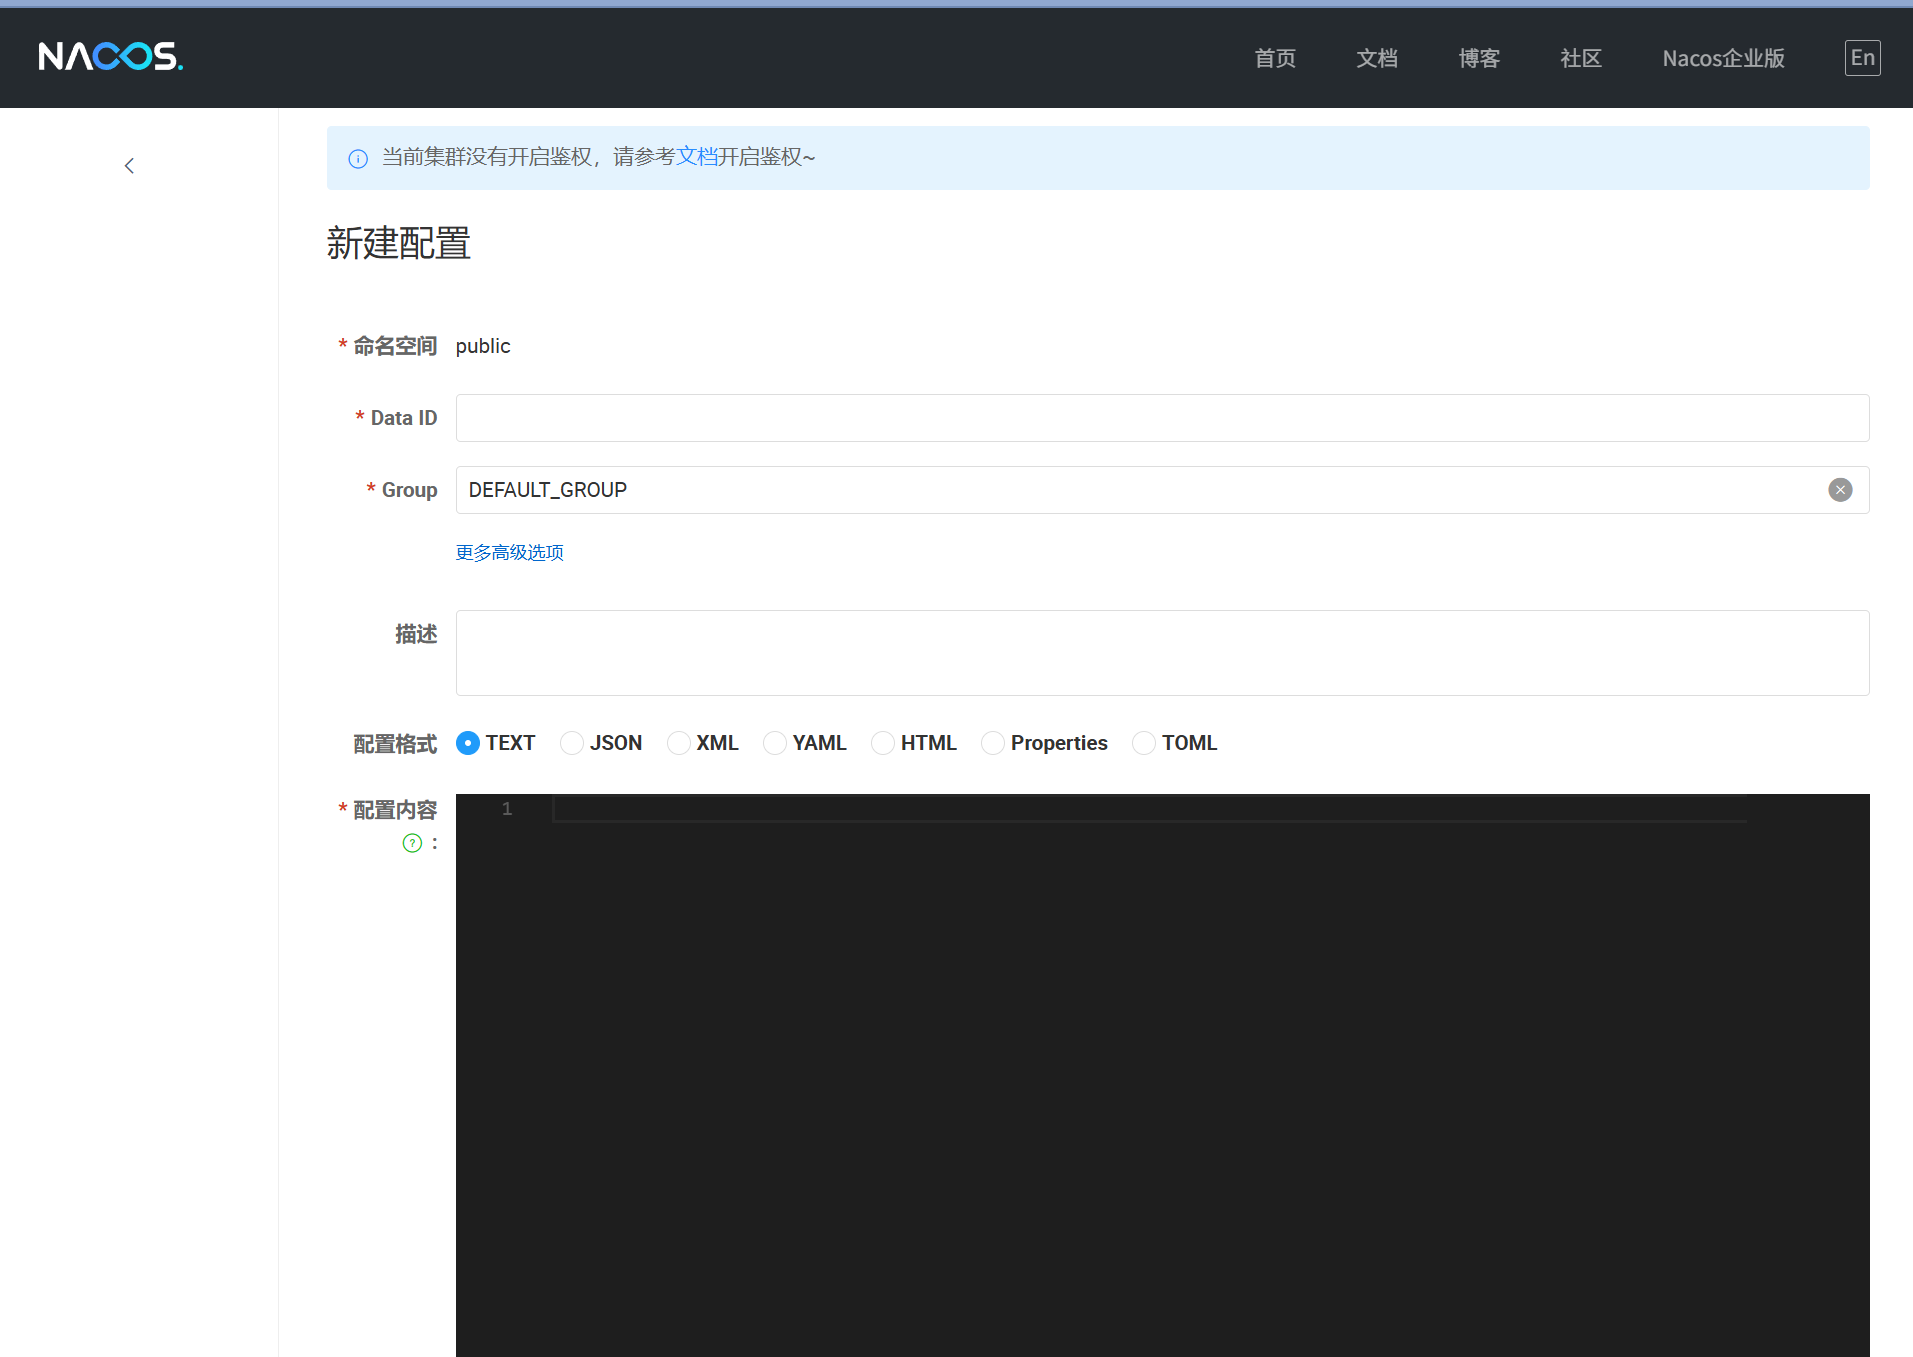 NACOS.
首页 文档 博客 社区 Nacos企业版 En
当前集群没有开启鉴权，请参考文档开启鉴权~
新建配置
* 命名空间 public
* Data ID
* Group DEFAULT_GROUP
更多高级选项
描述
配置格式 TEXT JSON XML YAML HTML Properties TOML
* 配置内容 1
? :